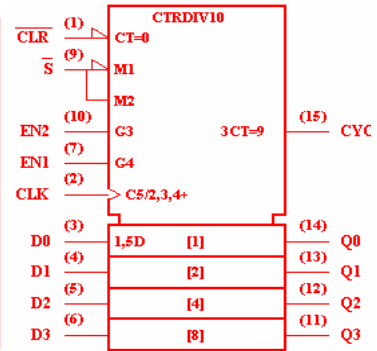 CTRDIV10
(1)
CLR CT=0
(9)
S M1
M2
(10) (15)
EN2 G3 3CT=9 CYO
(7)
EN1 G4
(2)
CLK C5/2,3,4+
(3) (14)
D0 1,5D [1] Q0
(4) (13)
D1 [2] Q1
(5) (12)
D2 [4] Q2
(6) (11)
D3 [8] Q3